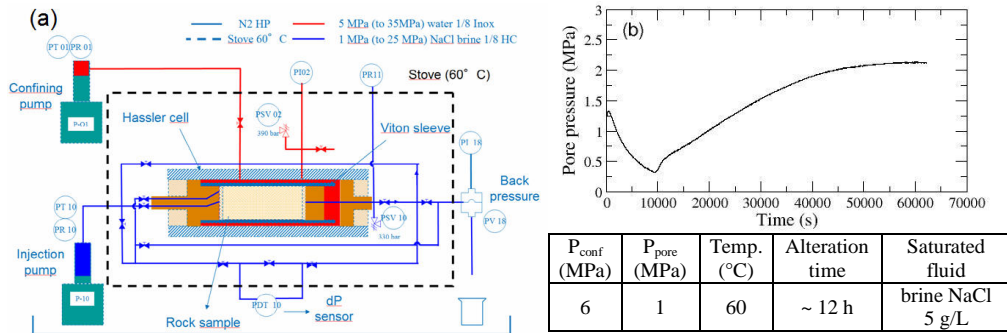 (a)
N2 HP
5 MPa (to 35MPa) water 1/8 Inox
Stove 60° C
1 MPa (to 25 MPa) NaCl brine 1/8 HC
PT 01
PR 01
PI02
PR11
Stove (60° C)
Confining
pump
P-O1
Hassler cell
PSV 02
390 bar
Viton sleeve
PI 18
Back
pressure
PT 10
PR 10
PSV 10
330 bar
PV 18
Injection
pump
P-10
PDT 10
dP
sensor
Rock sample
(b)
Pore pressure (MPa)
3
2.5
2
1.5
1
0.5
0
0
10000
20000
30000
40000
50000
60000
70000
Time (s)
Pconf
(MPa)
Ppore
(MPa)
Temp.
(°C)
Alteration
time
Saturated
fluid
6
1
60
~ 12 h
brine NaCl
5 g/L